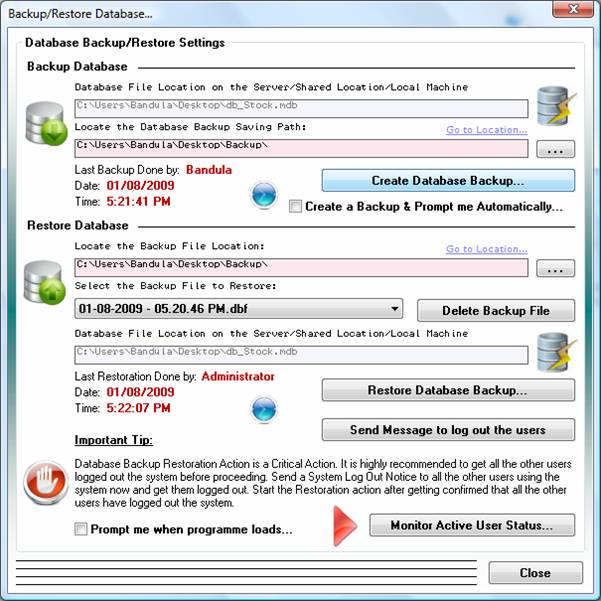 Backup/Restore Database...
Database Backup/Restore Settings
Backup Database
Database File Location on the Server/Shared Location/Local Machine
C:\Users\Bandula\Desktop\db_Stock.mdb
Locate the Database Backup Saving Path:
Go to Location...
C:\Users\Bandula\Desktop\Backup\
...
Last Backup Done by: Bandula
Date: 01/08/2009
Time: 5:21:41 PM
Create Database Backup...
Create a Backup & Prompt me Automatically...
Restore Database
Locate the Backup File Location:
Go to Location...
C:\Users\Bandula\Desktop\Backup\
...
Select the Backup File to Restore:
01-08-2009 - 05.20.46 PM.dbf
Delete Backup File
Database File Location on the Server/Shared Location/Local Machine
C:\Users\Bandula\Desktop\db_Stock.mdb
Last Restoration Done by: Administrator
Date: 01/08/2009
Time: 5:22:07 PM
Restore Database Backup...
Send Message to log out the users
Important Tip:
Database Backup Restoration Action is a Critical Action. It is highly recommended to get all the other users
logged out the system before proceeding. Send a System Log Out Notice to all the other users using the
system now and get them logged out. Start the Restoration action after getting confirmed that all the other
users have logged out the system.
Prompt me when programme loads...
Monitor Active User Status...
Close